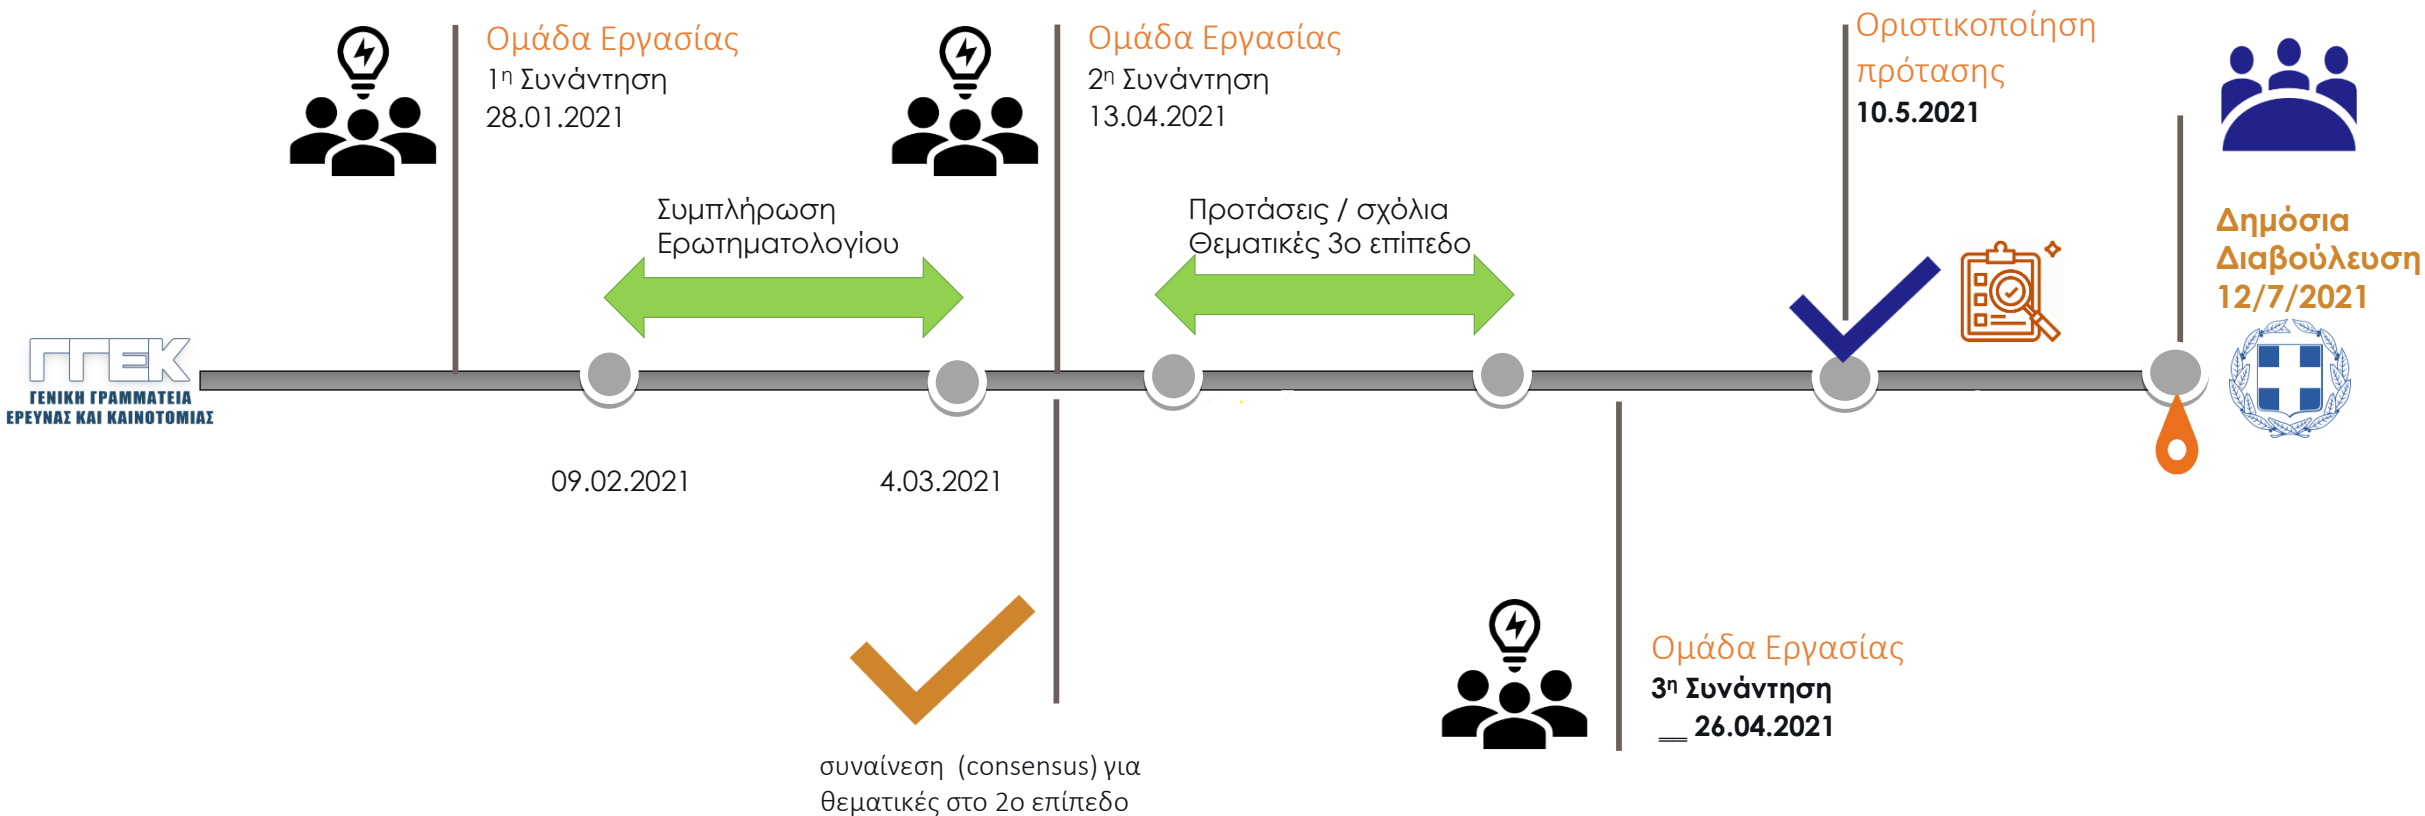 Ομάδα Εργασίας
1η Συνάντηση
28.01.2021
Ομάδα Εργασίας
2η Συνάντηση
13.04.2021
Οριστικοποίηση
πρότασης
10.5.2021
Συμπλήρωση
Ερωτηματολογίου
Προτάσεις / σχόλια
Θεματικές 3ο επίπεδο
Δημόσια
Διαβούλευση
12/7/2021
ΓΓΕΚ
ΓΕΝΙΚΗ ΓΡΑΜΜΑΤΕΙΑ
ΕΡΕΥΝΑΣ ΚΑΙ ΚΑΙΝΟΤΟΜΙΑΣ
09.02.2021
4.03.2021
Ομάδα Εργασίας
3η Συνάντηση
__ 26.04.2021
συναίνεση (consensus) για
θεματικές στο 2ο επίπεδο